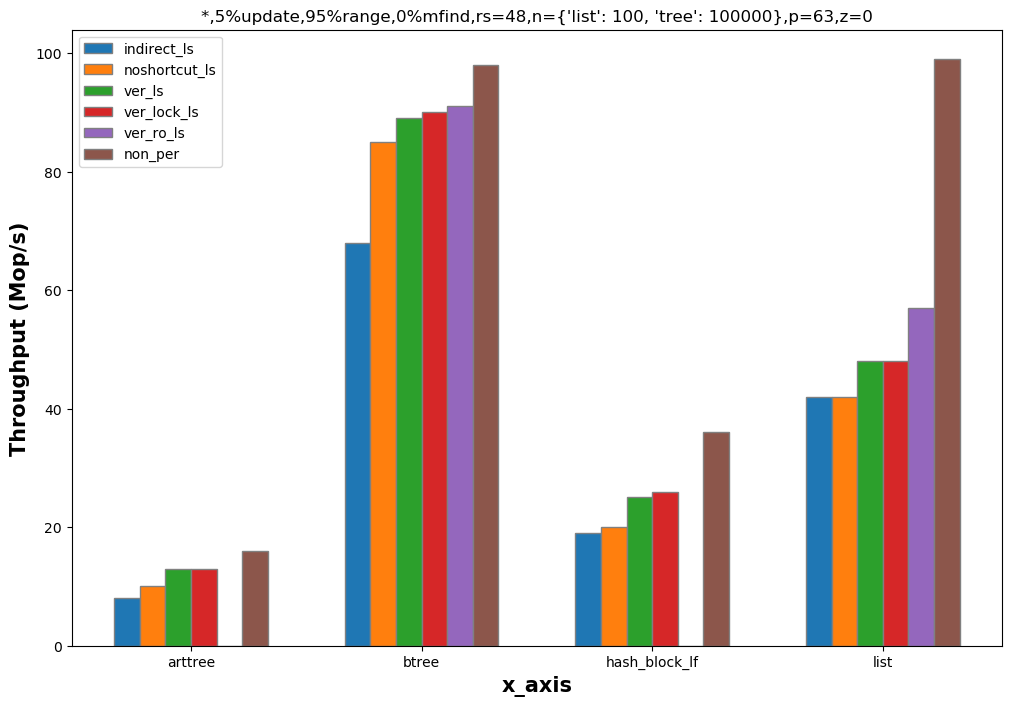 *,5%update,95%range,0%mfind,rs=48,n={'list': 100, 'tree': 100000},p=63,z=0
indirect_ls
noshortcut_ls
ver_ls
ver_lock_ls
ver_ro_ls
non_per
Throughput (Mop/s)
100
80
60
40
20
0
arttree btree hash_block_lf list
x_axis